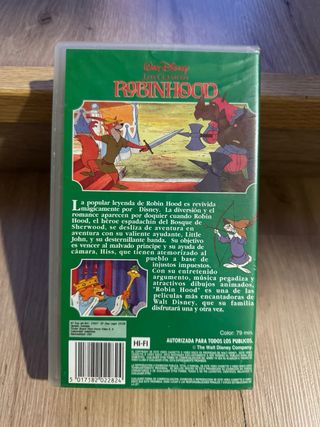 Walt Disney
LOS CLASICOS
ROBIN HOOD
La popular leyenda de Robin Hood es revivida
mágicamente por Disney. La diversión y el
romance aparecen por doquier cuando Robin
Hood, el héroe espadachín del Bosque de
Sherwood, se desliza de aventura en
aventura con su valiente ayudante, Little
John, y su desternillante banda. Su objetivo
es vencer al malvado príncipe y su ayuda de
cámara, Hiss, que tienen atemorizado al
pueblo a base de
injustos impuestos.
Con su entretenido
argumento, música pegadiza y
atractivos dibujos animados,
"Robin Hood" es una de las
películas más encantadoras de
Walt Disney, que su familia
disfrutará una y otra vez.
Color: 79 min.
HI-FI
AUTORIZADA PARA TODOS LOS PUBLICOS.
© The Walt Disney Company.
5 017182 022824